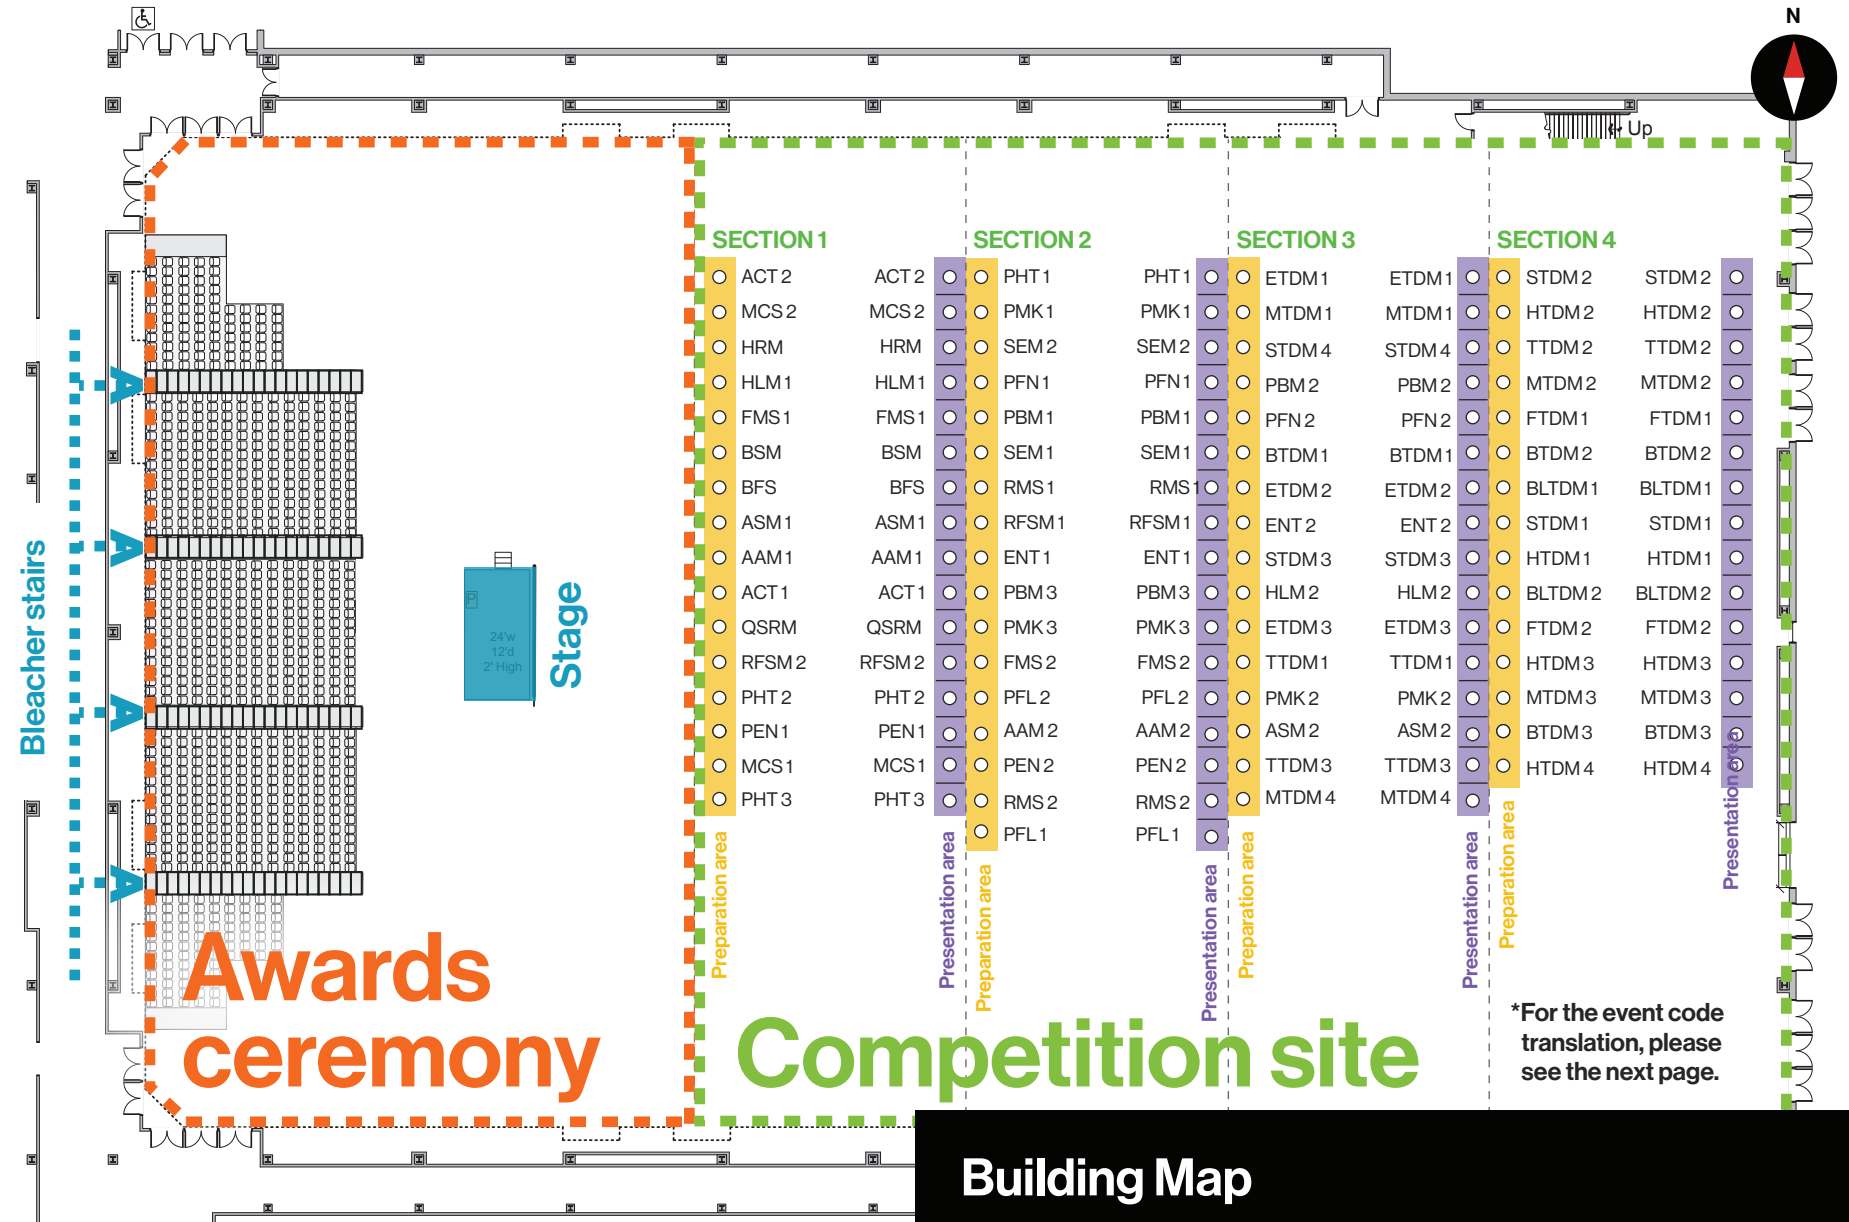 N
Up
SECTION 1
SECTION 2
SECTION 3
SECTION 4
ACT 2 ACT 2 PHT 1 PHT 1 ETDM 1 ETDM 1 STDM 2 STDM 2
MCS 2 MCS 2 PMK 1 PMK 1 MTDM 1 MTDM 1 HTDM 2 HTDM 2
HRM HRM SEM 2 SEM 2 STDM 4 STDM 4 TTDM 2 TTDM 2
HLM 1 HLM 1 PFN 1 PFN 1 PBM 2 PBM 2 MTDM 2 MTDM 2
FMS 1 FMS 1 PBM 1 PBM 1 PFN 2 PFN 2 FTDM 1 FTDM 1
BSM BSM SEM 1 SEM 1 BTDM 1 BTDM 1 BTDM 2 BTDM 2
BFS BFS RMS 1 RMS 1 ETDM 2 ETDM 2 BLTDM 1 BLTDM 1
ASM 1 ASM 1 RFSM 1 RFSM 1 ENT 2 ENT 2 STDM 1 STDM 1
AAM 1 AAM 1 ENT 1 ENT 1 STDM 3 STDM 3 HTDM 1 HTDM 1
ACT 1 ACT 1 PBM 3 PBM 3 HLM 2 HLM 2 BLTDM 2 BLTDM 2
QSRM QSRM PMK 3 PMK 3 ETDM 3 ETDM 3 FTDM 2 FTDM 2
RFSM 2 RFSM 2 FMS 2 FMS 2 TTDM 1 TTDM 1 HTDM 3 HTDM 3
PHT 2 PHT 2 PFL 2 PFL 2 PMK 2 PMK 2 MTDM 3 MTDM 3
PEN 1 PEN 1 AAM 2 AAM 2 ASM 2 ASM 2 BTDM 3 BTDM 3
MCS 1 MCS 1 PEN 2 PEN 2 TTDM 3 TTDM 3 HTDM 4 HTDM 4
PHT 3 PHT 3 RMS 2 RMS 2 MTDM 4 MTDM 4
PFL 1 PFL 1
Preparation area
Presentation area
Preparation area
Presentation area
Preparation area
Presentation area
Preparation area
Presentation area
Bleacher stairs
Stage
P
24'w
12'd
2' High
Awards
ceremony
Competition site
*For the event code
translation, please
see the next page.
Building Map